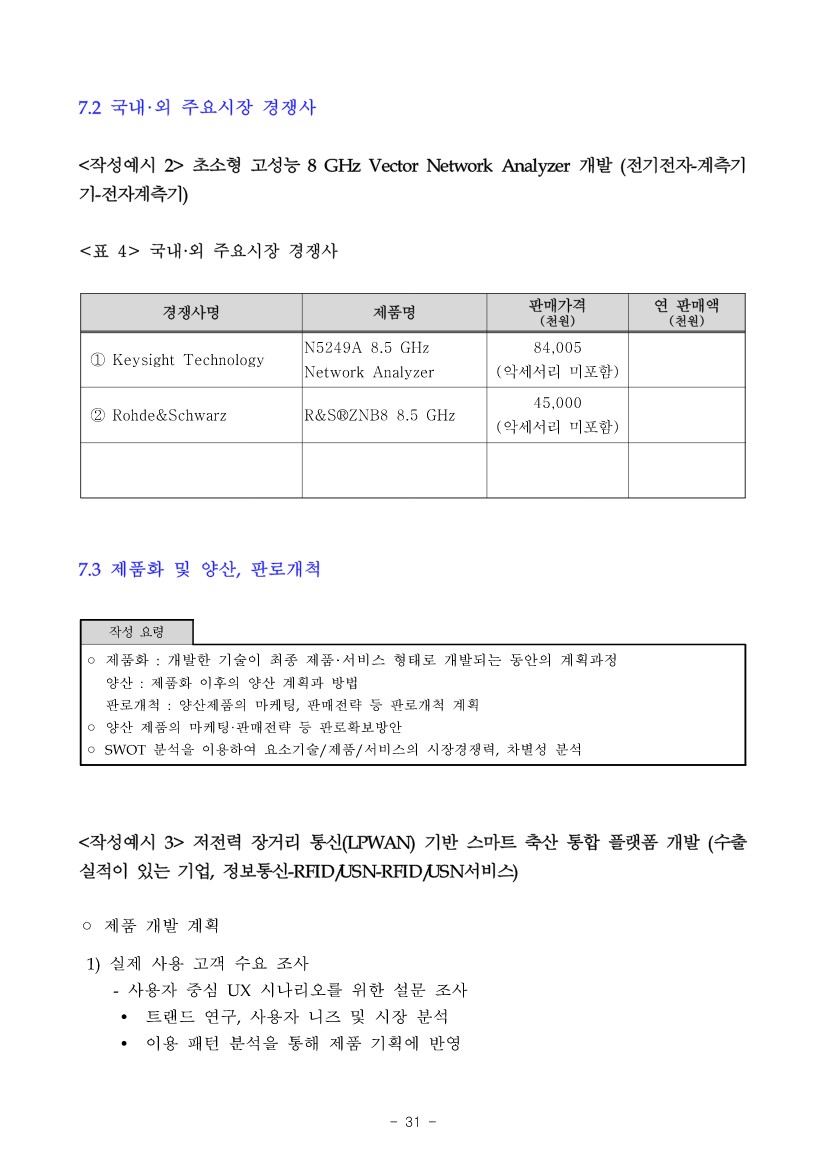 7.2 국내·외 주요시장 경쟁사
<작성예시 2> 초소형 고성능 8 GHz Vector Network Analyzer 개발 (전기전자-계측기
기-전자계측기)
<표 4> 국내·외 주요시장 경쟁사
경쟁사명 제품명 판매가격 (천원) 연 판매액 (천원)
① Keysight Technology N5249A 8.5 GHz Network Analyzer 84,005 (악세서리 미포함)
② Rohde&Schwarz R&S®ZNB8 8.5 GHz 45,000 (악세서리 미포함)
7.3 제품화 및 양산, 판로개척
작성 요령
○ 제품화 : 개발한 기술이 최종 제품·서비스 형태로 개발되는 동안의 계획과정
양산 : 제품화 이후의 양산 계획과 방법
판로개척 : 양산제품의 마케팅, 판매전략 등 판로개척 계획
○ 양산 제품의 마케팅·판매전략 등 판로확보방안
○ SWOT 분석을 이용하여 요소기술/제품/서비스의 시장경쟁력, 차별성 분석
<작성예시 3> 저전력 장거리 통신(LPWAN) 기반 스마트 축산 통합 플랫폼 개발 (수출
실적이 있는 기업, 정보통신-RFID/USN-RFID/USN서비스)
○ 제품 개발 계획
1) 실제 사용 고객 수요 조사
- 사용자 중심 UX 시나리오를 위한 설문 조사
• 트랜드 연구, 사용자 니즈 및 시장 분석
• 이용 패턴 분석을 통해 제품 기획에 반영
- 31 -